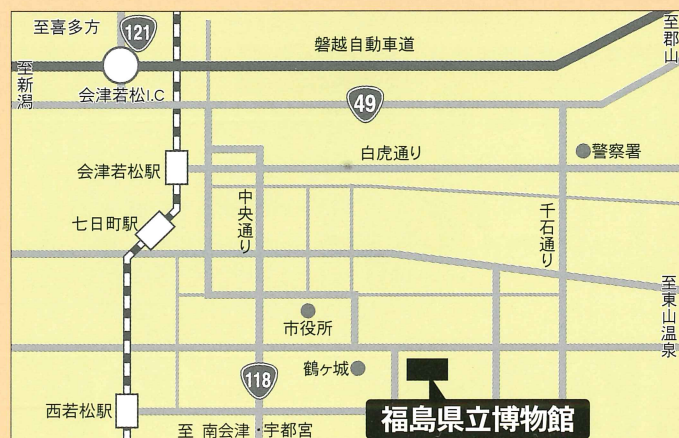 至喜多方
121
磐越自動車道
至郡山
至新潟
会津若松I.C
49
白虎通り
警察署
会津若松駅
中央通り
千石通り
七日町駅
至東山温泉
市役所
鶴ヶ城
118
福島県立博物館
西若松駅
至 南会津・宇都宮